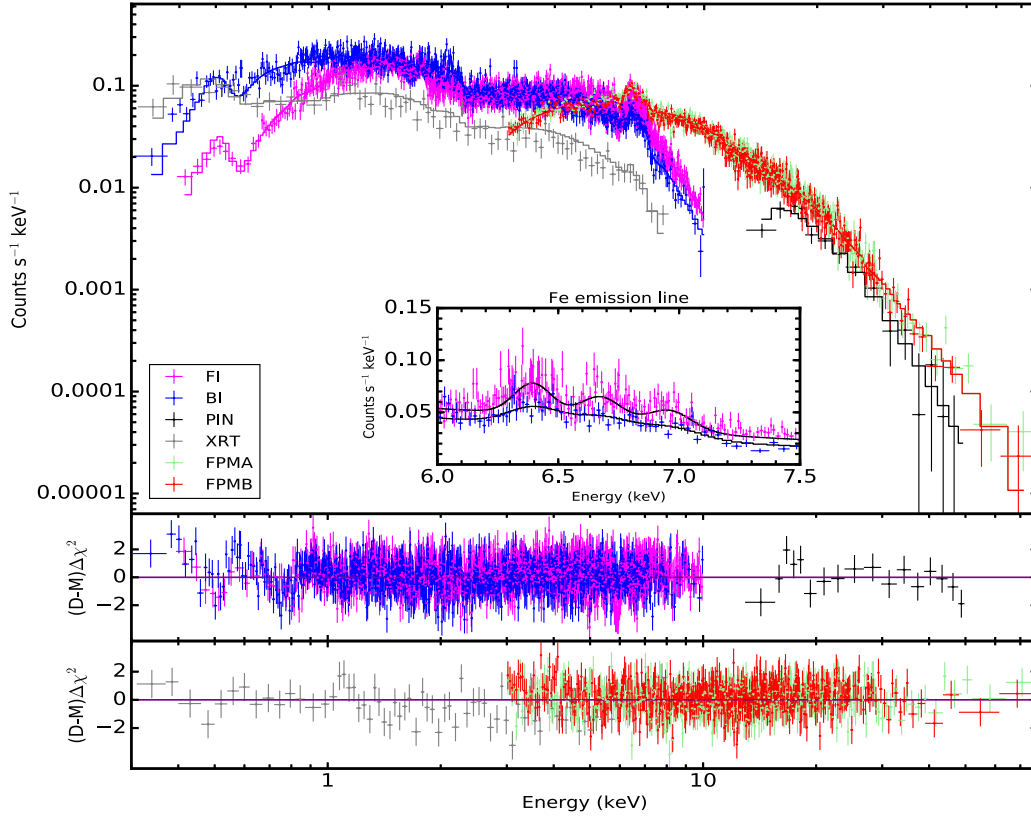 Counts s⁻¹ keV⁻¹
0.1
0.01
0.001
0.0001
0.00001
FI
BI
PIN
XRT
FPMA
FPMB
Fe emission line
Counts s⁻¹ keV⁻¹
0.15
0.10
0.05
6.0 6.5 7.0 7.5
Energy (keV)
(D-M)Δχ²
2
0
−2
(D-M)Δχ²
2
0
−2
1 10
Energy (keV)